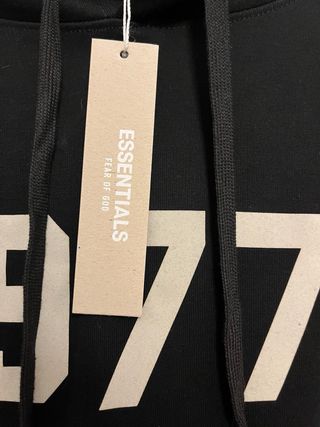 ESSENTIALS
FEAR OF GOD
977